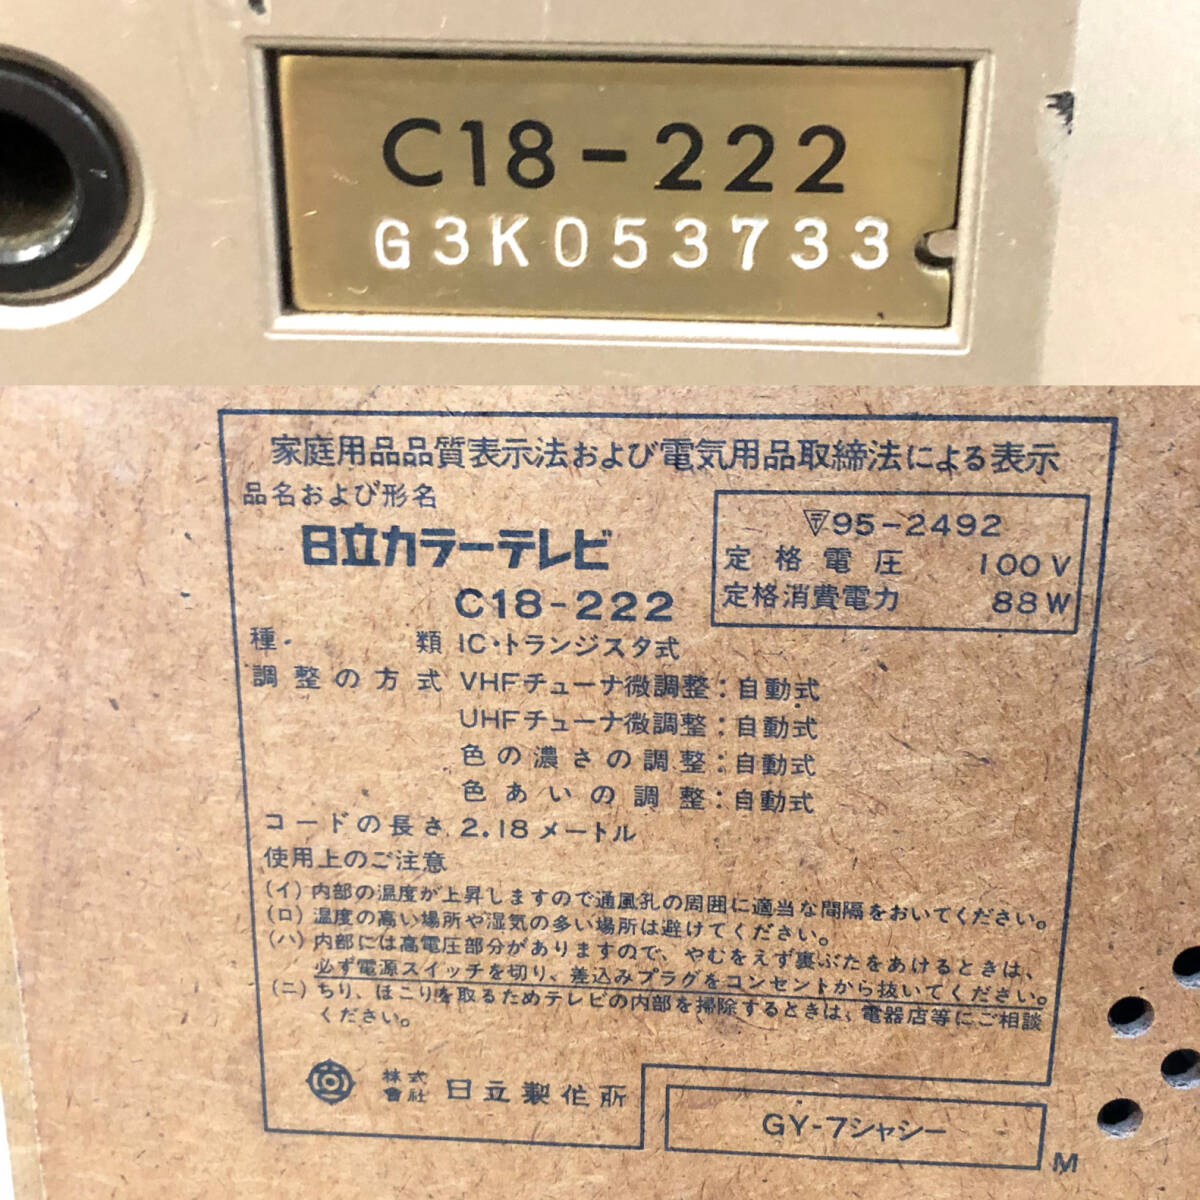 C18-222
G3K053733
家庭用品品質表示法および電気用品取締法による表示
品名および形名
日立カラーテレビ
C18-222
〒95-2492
定格電圧 100V
定格消費電力 88W
種類 IC・トランジスタ式
調整の方式 VHFチューナ微調整：自動式
UHFチューナ微調整：自動式
色の濃さの調整：自動式
色あいの調整：自動式
コードの長さ 2.18メートル
使用上のご注意
(イ) 内部の温度が上昇しますので通風孔の周囲に適当な間隔をおいてください。
(ロ) 温度の高い場所や湿気の多い場所は避けてください。
(ハ) 内部には高電圧部分がありますので、やむをえず裏ぶたをあけるときは、
必ず電源スイッチを切り、差込みプラグをコンセントから抜いてください。
(ニ) ちり、ほこりを取るためテレビの内部を掃除するときは、電器店等にご相談
ください。
株式會社 日立製作所
GY-7シャシー
M